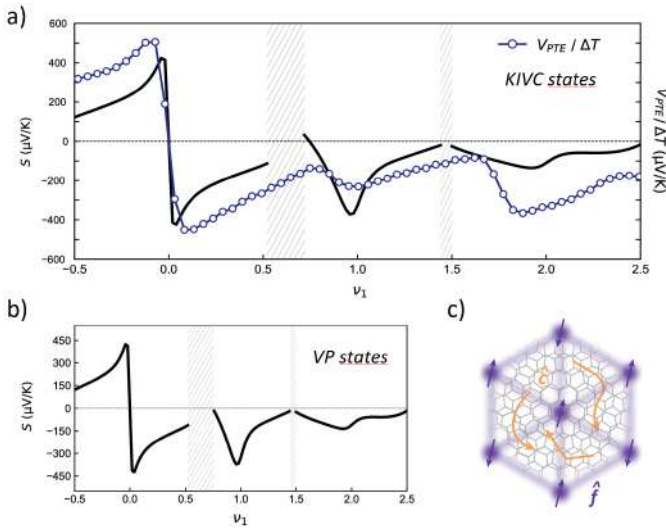 a)
600
400
200
0
−200
−400
−600
S (μV/K)
V_PTE / ΔT
KIVC states
V_PTE / ΔT (μV/K)
−0.5 0.0 0.5 1.0 1.5 2.0 2.5
ν₁
b)
450
300
150
0
−150
−300
−450
S (μV/K)
VP states
−0.5 0.0 0.5 1.0 1.5 2.0 2.5
ν₁
c)
ĉ
f̂